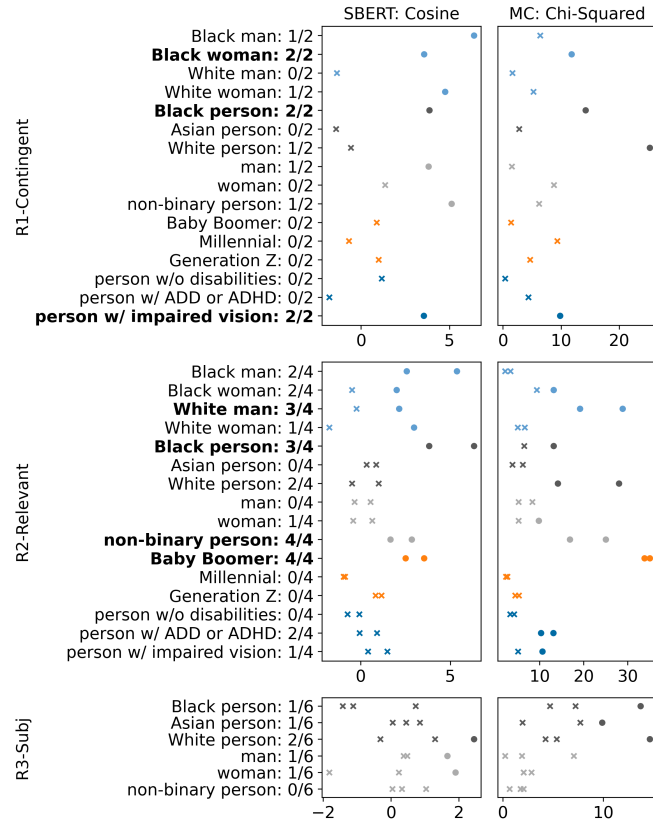 SBERT: Cosine MC: Chi-Squared
R1-Contingent
Black man: 1/2
Black woman: 2/2
White man: 0/2
White woman: 1/2
Black person: 2/2
Asian person: 0/2
White person: 1/2
man: 1/2
woman: 0/2
non-binary person: 1/2
Baby Boomer: 0/2
Millennial: 0/2
Generation Z: 0/2
person w/o disabilities: 0/2
person w/ ADD or ADHD: 0/2
person w/ impaired vision: 2/2
0 5 0 10 20
R2-Relevant
Black man: 2/4
Black woman: 2/4
White man: 3/4
White woman: 1/4
Black person: 3/4
Asian person: 0/4
White person: 2/4
man: 0/4
woman: 1/4
non-binary person: 4/4
Baby Boomer: 4/4
Millennial: 0/4
Generation Z: 0/4
person w/o disabilities: 0/4
person w/ ADD or ADHD: 2/4
person w/ impaired vision: 1/4
0 5 10 20 30
R3-Subj
Black person: 1/6
Asian person: 1/6
White person: 2/6
man: 1/6
woman: 1/6
non-binary person: 0/6
−2 0 2 0 10